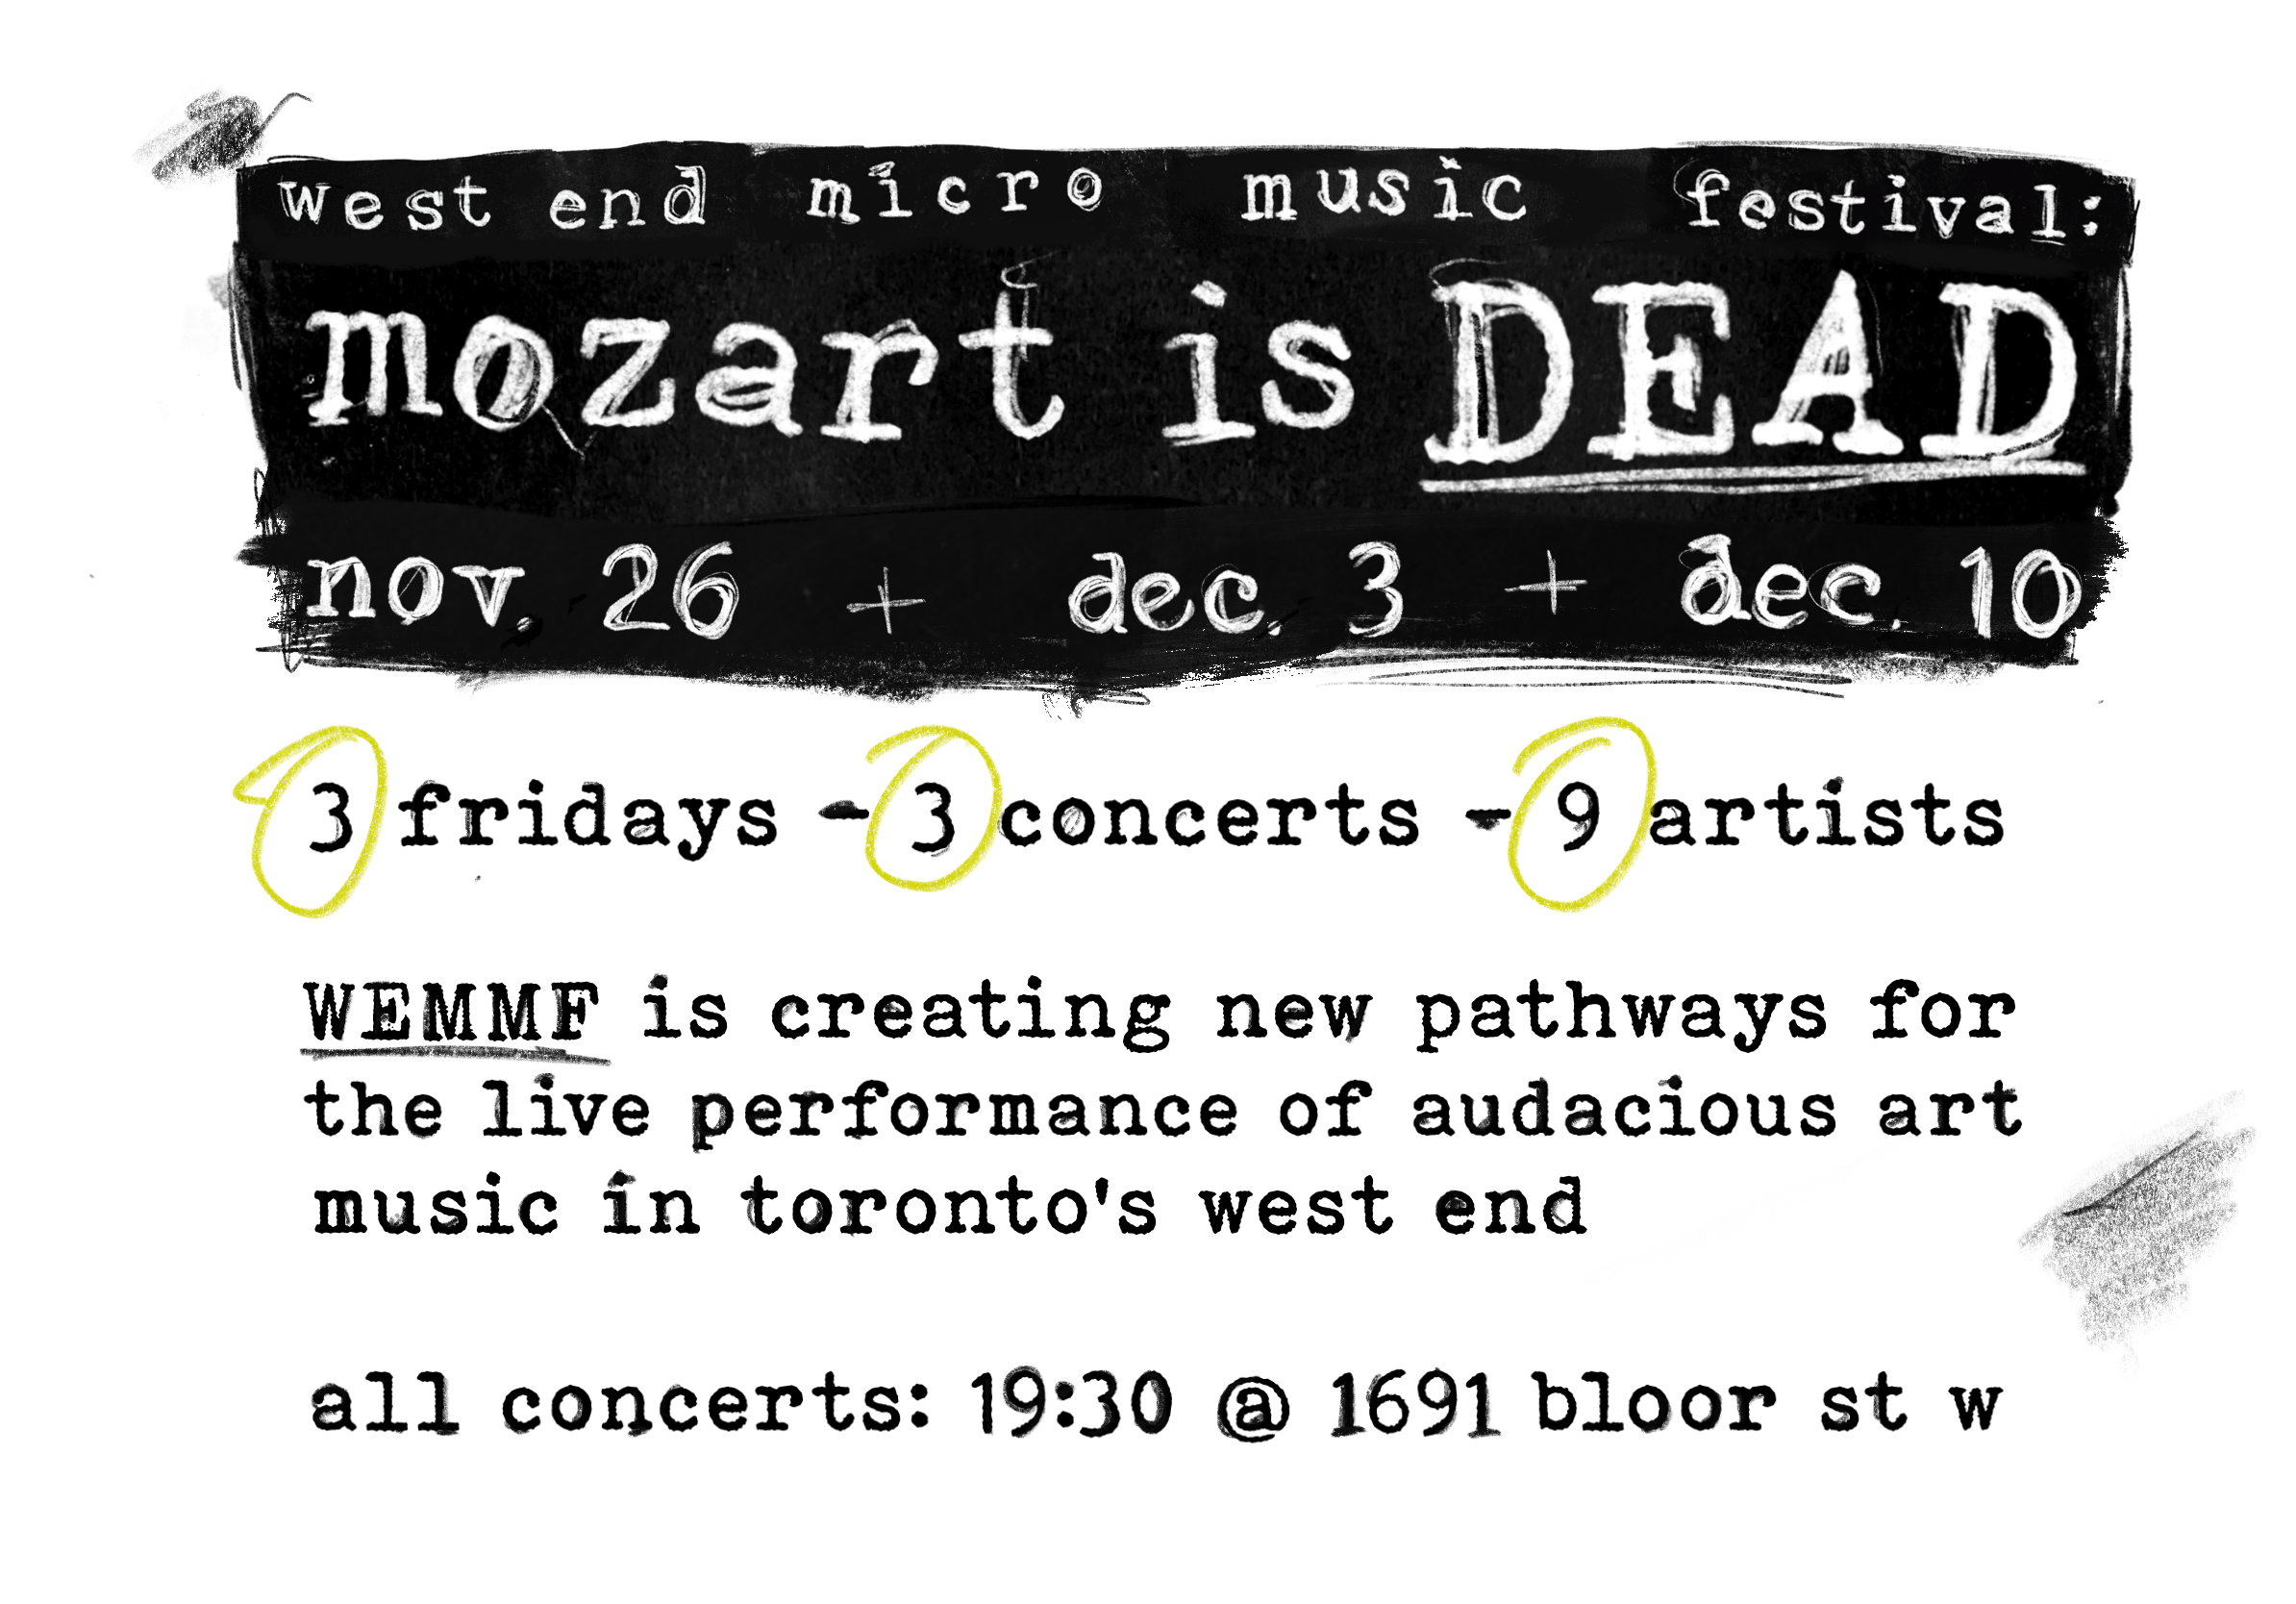 west end micro music festival:
mozart is DEAD
nov. 26 + dec. 3 + dec. 10
3 fridays - 3 concerts - 9 artists
WEMMF is creating new pathways for
the live performance of audacious art
music in toronto's west end
all concerts: 19:30 @ 1691 bloor st w